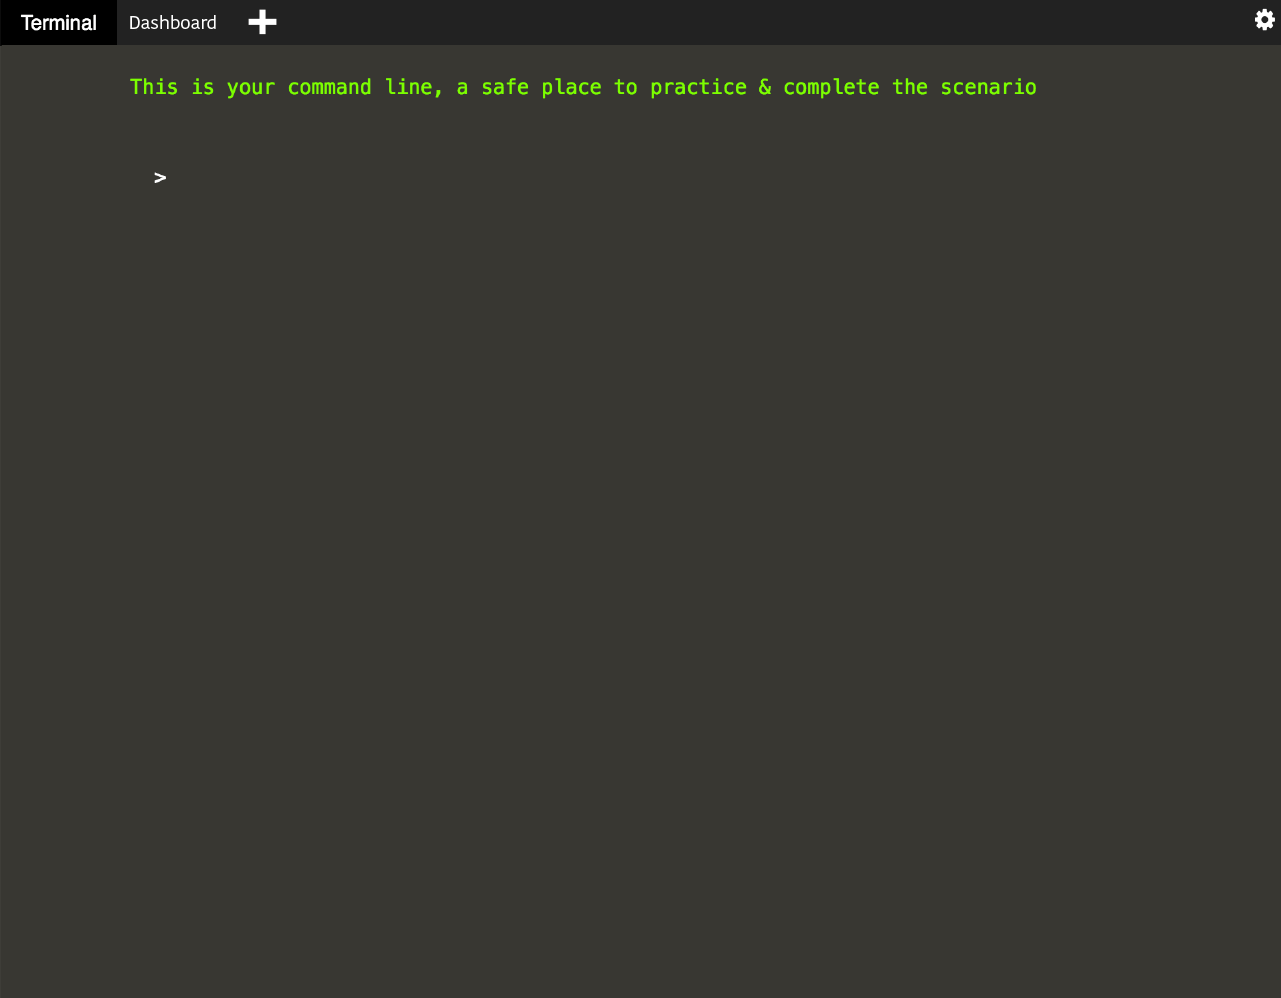 Terminal Dashboard
This is your command line, a safe place to practice & complete the scenario
>